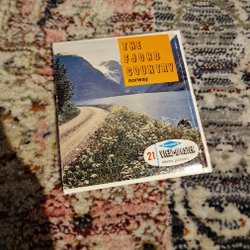 THE
FJORD
COUNTRY
norway
21
VIEW-MASTER